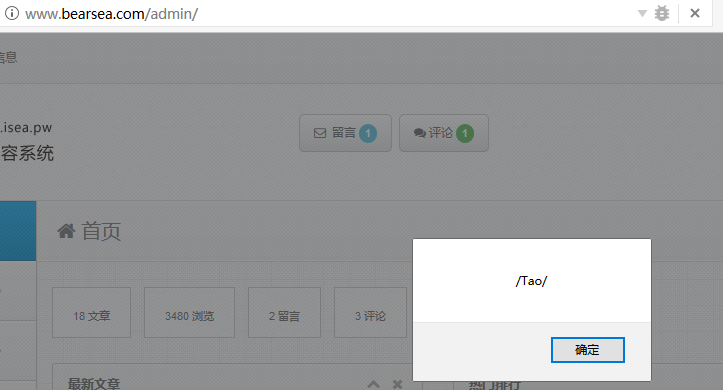 www.bearsea.com/admin/
信息
.isea.pw
容系统
留言 1
评论 1
首页
/Tao/
确定
18 文章
3480 浏览
2 留言
3 评论
最新文章
热门排行